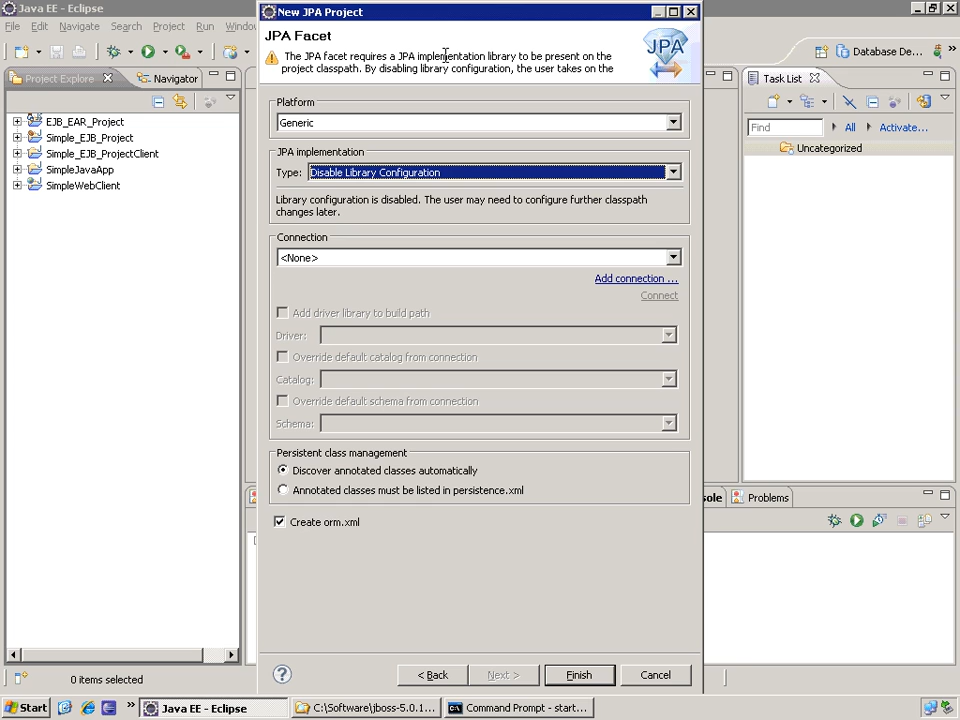 Java EE - Eclipse
File Edit Navigate Search Project Run Window
Database De...
Project Explore Navigator
EJB_EAR_Project
Simple_EJB_Project
Simple_EJB_ProjectClient
SimpleJavaApp
SimpleWebClient
0 items selected
New JPA Project
JPA Facet
JPA
The JPA facet requires a JPA implementation library to be present on the
project classpath. By disabling library configuration, the user takes on the
Platform
Generic
JPA implementation
Type: Disable Library Configuration
Library configuration is disabled. The user may need to configure further classpath
changes later.
Connection
<None>
Add connection ...
Connect
Add driver library to build path
Driver:
Override default catalog from connection
Catalog:
Override default schema from connection
Schema:
Persistent class management
Discover annotated classes automatically
Annotated classes must be listed in persistence.xml
Create orm.xml
< Back Next > Finish Cancel
Task List
Find All Activate...
Uncategorized
sole Problems
Start Java EE - Eclipse C:\Software\jboss-5.0.1... Command Prompt - start...